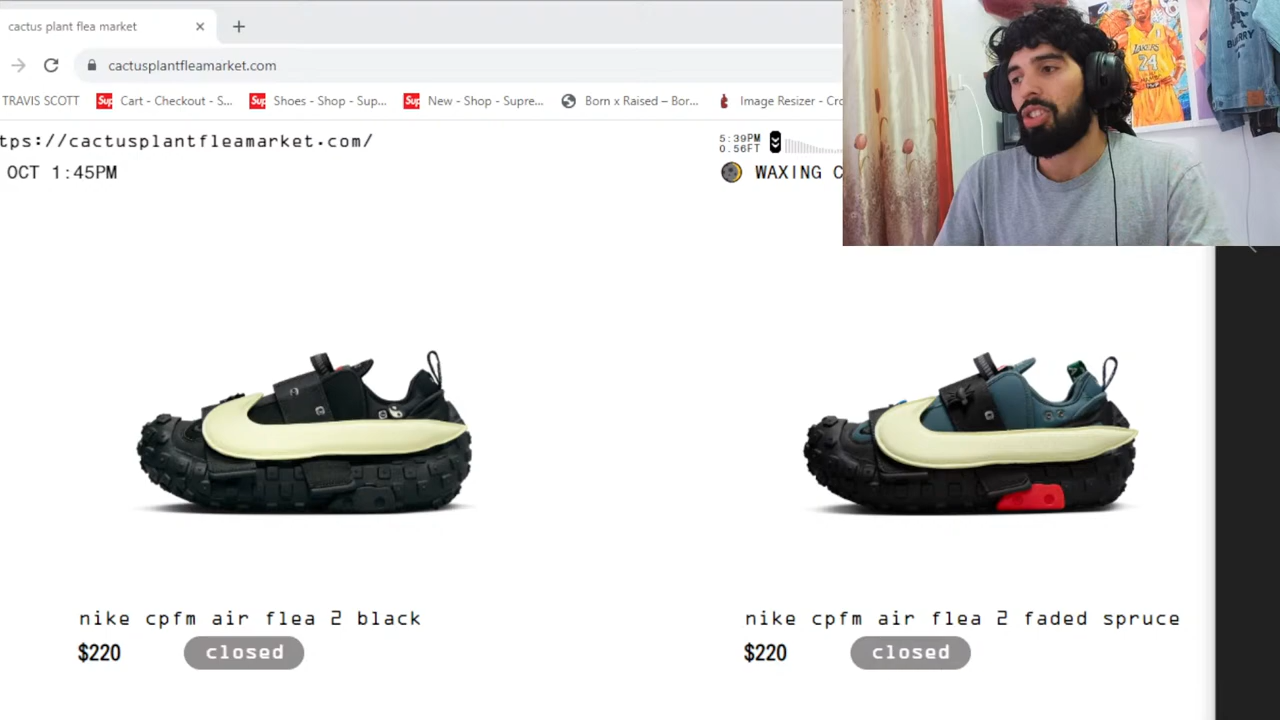 cactus plant flea market
cactusplantfleamarket.com
TRAVIS SCOTT
Cart - Checkout - S...
Shoes - Shop - Sup...
New - Shop - Supre...
Born x Raised – Bor...
Image Resizer - Cro
tps://cactusplantfleamarket.com/
5:39PM
0.56FT
OCT 1:45PM
WAXING C
LAKERS
24
nike cpfm air flea 2 black
nike cpfm air flea 2 faded spruce
$220 closed
$220 closed